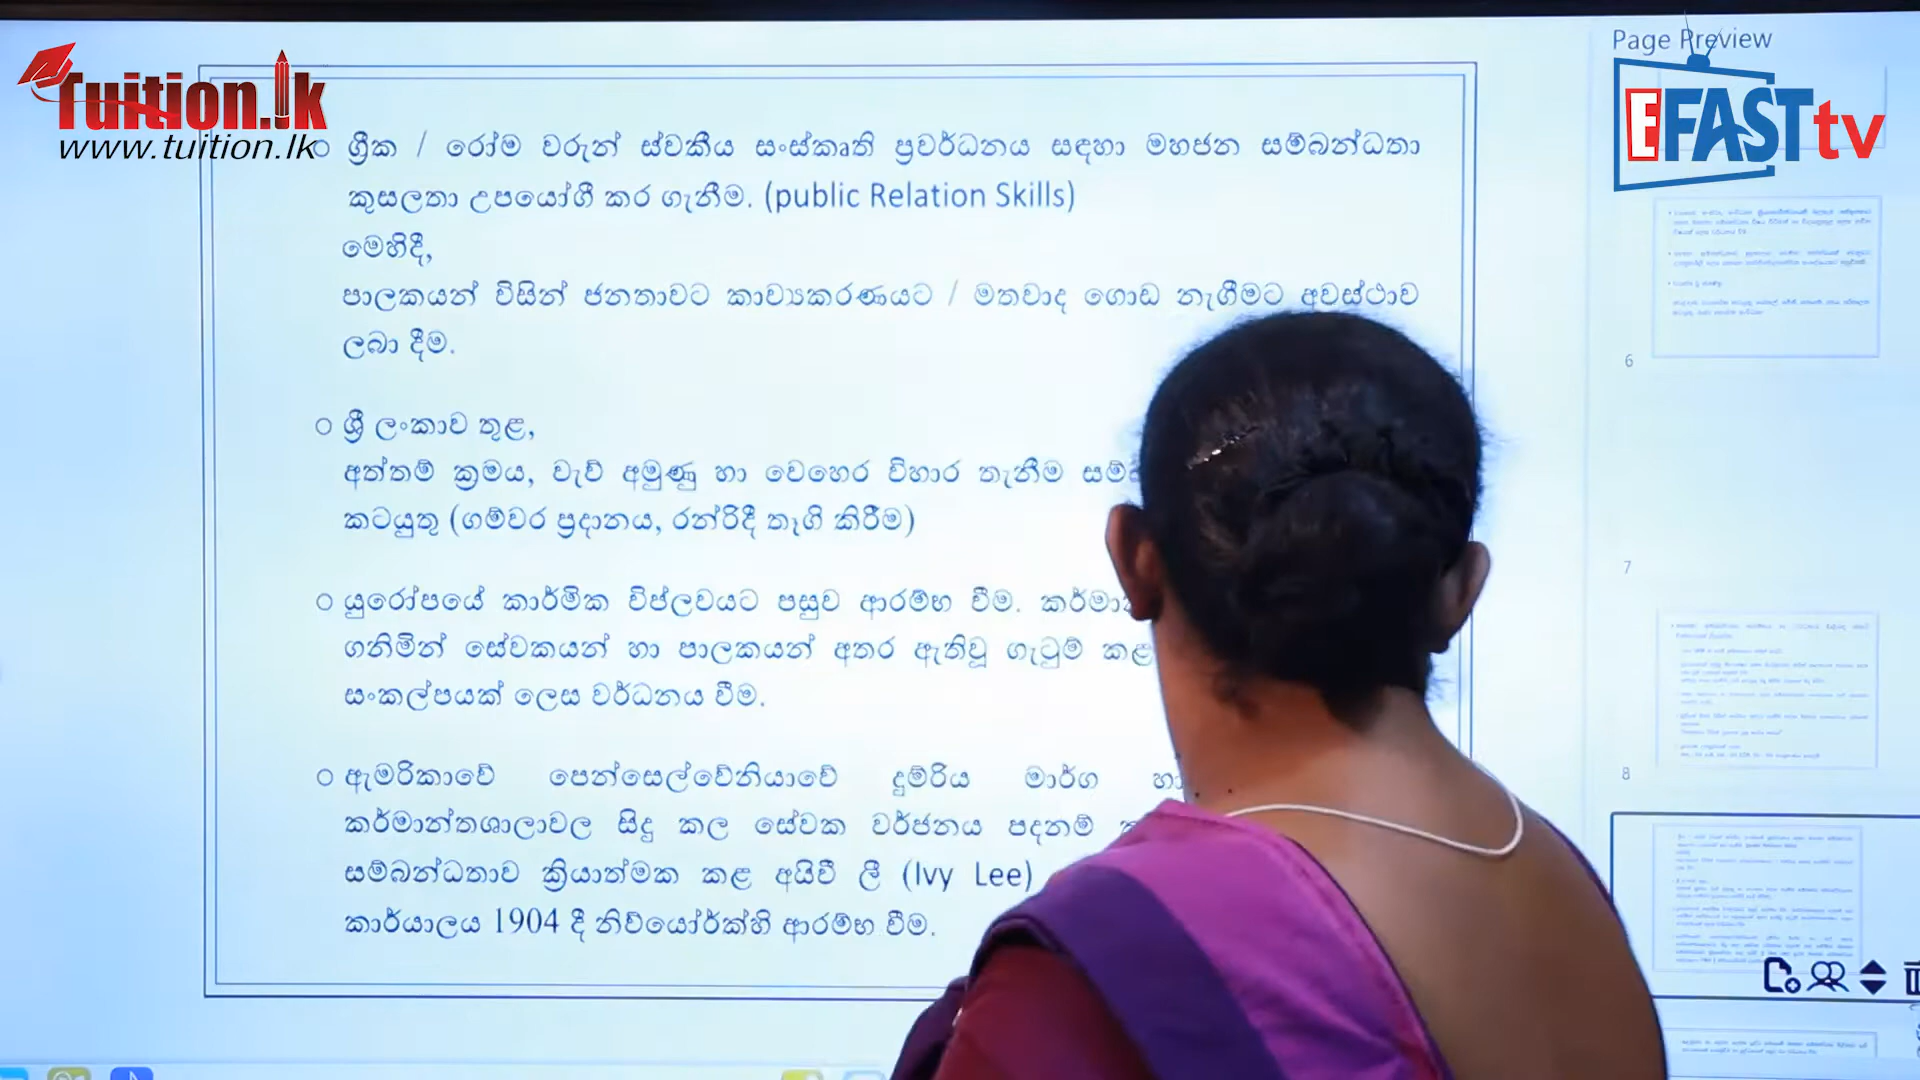 Page Preview
Tuition.lk
www.tuition.lk
EFAST tv
○ ග්‍රීක / රෝම වරුන් ස්වකීය සංස්කෘති ප්‍රවර්ධනය සඳහා මහජන සම්බන්ධතා
කුසලතා උපයෝගී කර ගැනීම. (public Relation Skills)
මෙහිදී,
පාලකයන් විසින් ජනතාවට කාව්‍යකරණයට / මතවාද ගොඩ නැගීමට අවස්ථාව
ලබා දීම.
○ ශ්‍රී ලංකාව තුළ,
අත්තම් ක්‍රමය, වැව් අමුණු හා වෙහෙර විහාර තැනීම
කටයුතු (ගම්වර ප්‍රදානය, රන්රිදී තෑගි කිරීම)
○ යුරෝපයේ කාර්මික විප්ලවයට පසුව ආරම්භ වීම.
ගනිමින් සේවකයන් හා පාලකයන් අතර ඇතිවූ ගැටුම්
සංකල්පයක් ලෙස වර්ධනය වීම.
○ ඇමරිකාවේ පෙන්සෙල්වේනියාවේ දුම්රිය මාර්ග හා
කර්මාන්තශාලාවල සිදු කල සේවක වර්ජනය පදනම්
සම්බන්ධතාව ක්‍රියාත්මක කළ අයිවී ලී (Ivy Lee)
කාර්යාලය 1904 දී නිව්යෝර්ක්හි ආරම්භ වීම.
6
7
8